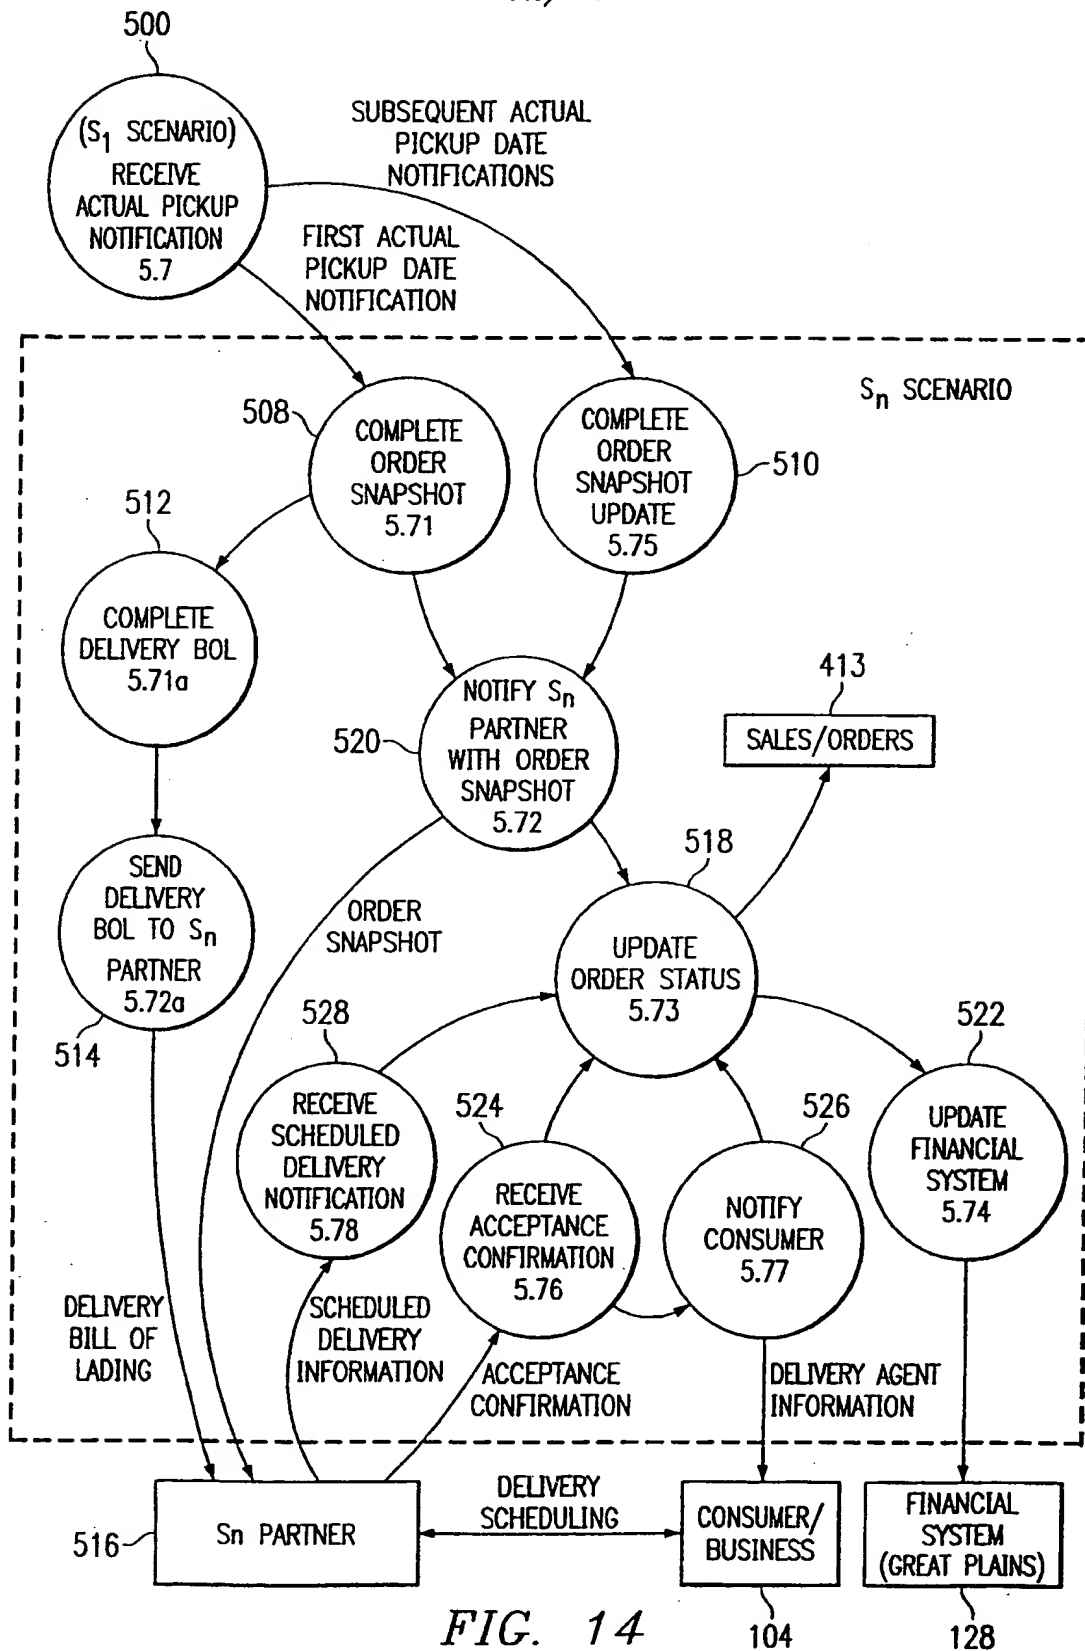 500
(S1 SCENARIO)
RECEIVE
ACTUAL PICKUP
NOTIFICATION
5.7
SUBSEQUENT ACTUAL
PICKUP DATE
NOTIFICATIONS
FIRST ACTUAL
PICKUP DATE
NOTIFICATION
Sn SCENARIO
508
COMPLETE
ORDER
SNAPSHOT
5.71
COMPLETE
ORDER
SNAPSHOT
UPDATE
5.75
510
512
COMPLETE
DELIVERY BOL
5.71a
520
NOTIFY Sn
PARTNER
WITH ORDER
SNAPSHOT
5.72
413
SALES/ORDERS
SEND
DELIVERY
BOL TO Sn
PARTNER
5.72a
514
ORDER
SNAPSHOT
518
UPDATE
ORDER STATUS
5.73
528
RECEIVE
SCHEDULED
DELIVERY
NOTIFICATION
5.78
524
RECEIVE
ACCEPTANCE
CONFIRMATION
5.76
526
NOTIFY
CONSUMER
5.77
522
UPDATE
FINANCIAL
SYSTEM
5.74
DELIVERY
BILL OF
LADING
SCHEDULED
DELIVERY
INFORMATION
ACCEPTANCE
CONFIRMATION
DELIVERY AGENT
INFORMATION
516
Sn PARTNER
DELIVERY
SCHEDULING
CONSUMER/
BUSINESS
104
FINANCIAL
SYSTEM
(GREAT PLAINS)
128
FIG. 14